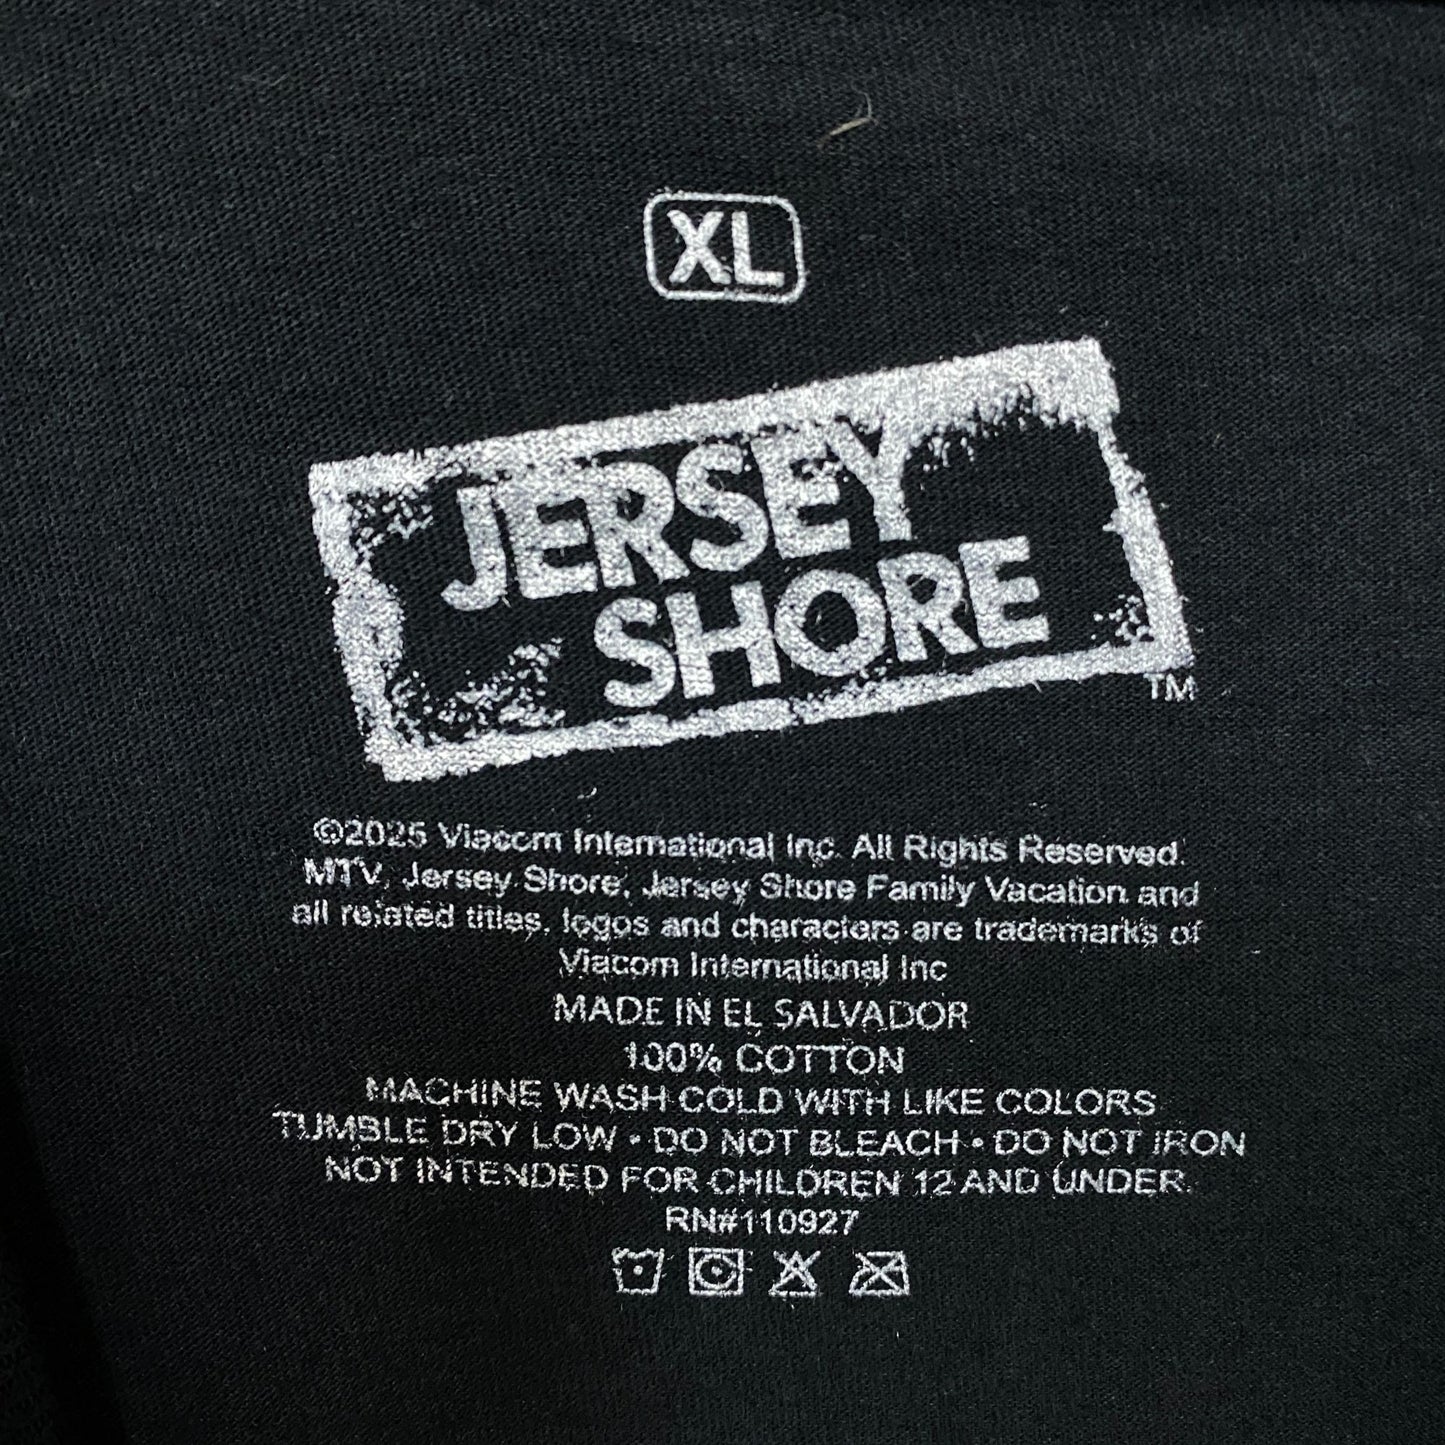 XL
JERSEY
SHORE
TM
©2025 Viacom International Inc. All Rights Reserved.
MTV, Jersey Shore, Jersey Shore Family Vacation and
all related titles, logos and characters are trademarks of
Viacom International Inc
MADE IN EL SALVADOR
100% COTTON
MACHINE WASH COLD WITH LIKE COLORS
TUMBLE DRY LOW • DO NOT BLEACH • DO NOT IRON
NOT INTENDED FOR CHILDREN 12 AND UNDER.
RN#110927